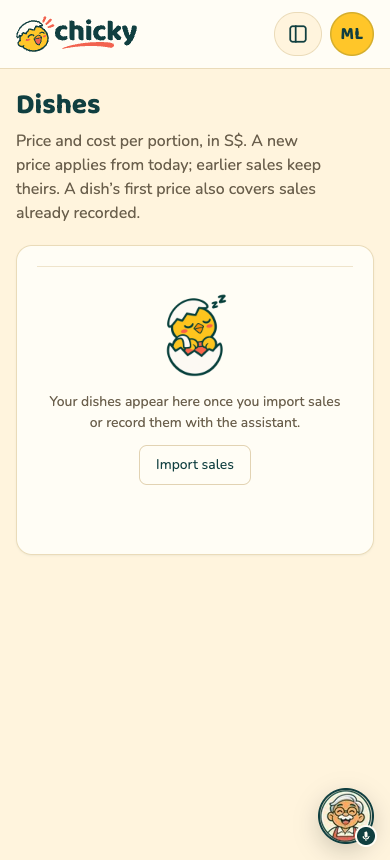 chicky
MŁ
Dishes
Price and cost per portion, in S$. A new
price applies from today; earlier sales keep
theirs. A dish’s first price also covers sales
already recorded.
z z z
Your dishes appear here once you import sales
or record them with the assistant.
Import sales